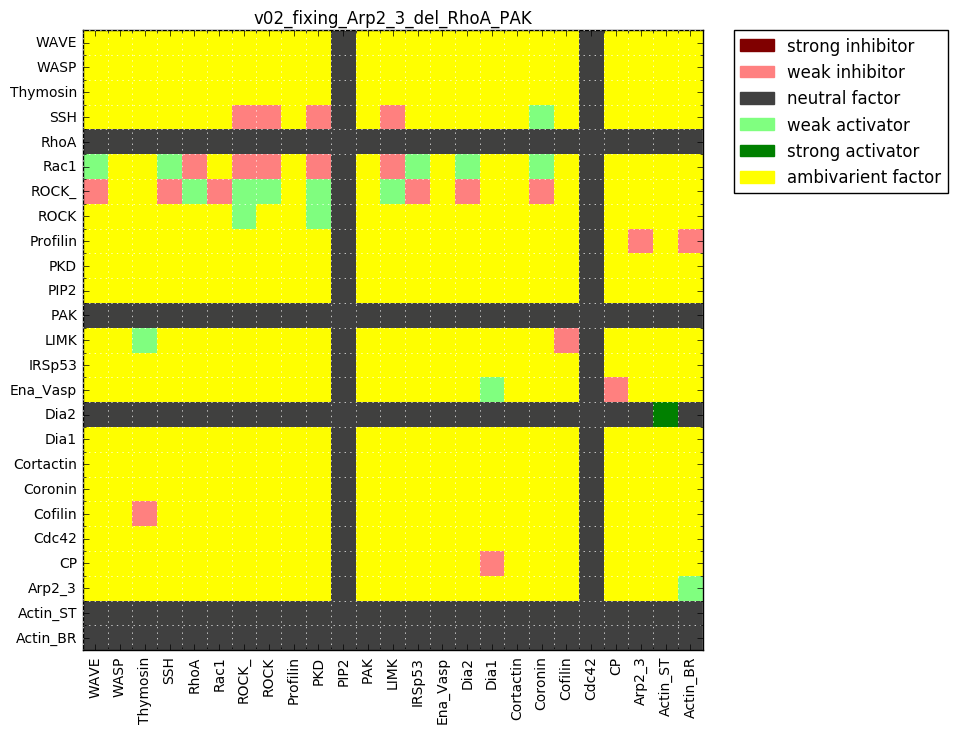 v02_fixing_Arp2_3_del_RhoA_PAK
strong inhibitor
weak inhibitor
neutral factor
weak activator
strong activator
ambivarient factor
WAVE
WASP
Thymosin
SSH
RhoA
Rac1
ROCK_
ROCK
Profilin
PKD
PIP2
PAK
LIMK
IRSp53
Ena_Vasp
Dia2
Dia1
Cortactin
Coronin
Cofilin
Cdc42
CP
Arp2_3
Actin_ST
Actin_BR
WAVE
WASP
Thymosin
SSH
RhoA
Rac1
ROCK_
ROCK
Profilin
PKD
PIP2
PAK
LIMK
IRSp53
Ena_Vasp
Dia2
Dia1
Cortactin
Coronin
Cofilin
Cdc42
CP
Arp2_3
Actin_ST
Actin_BR